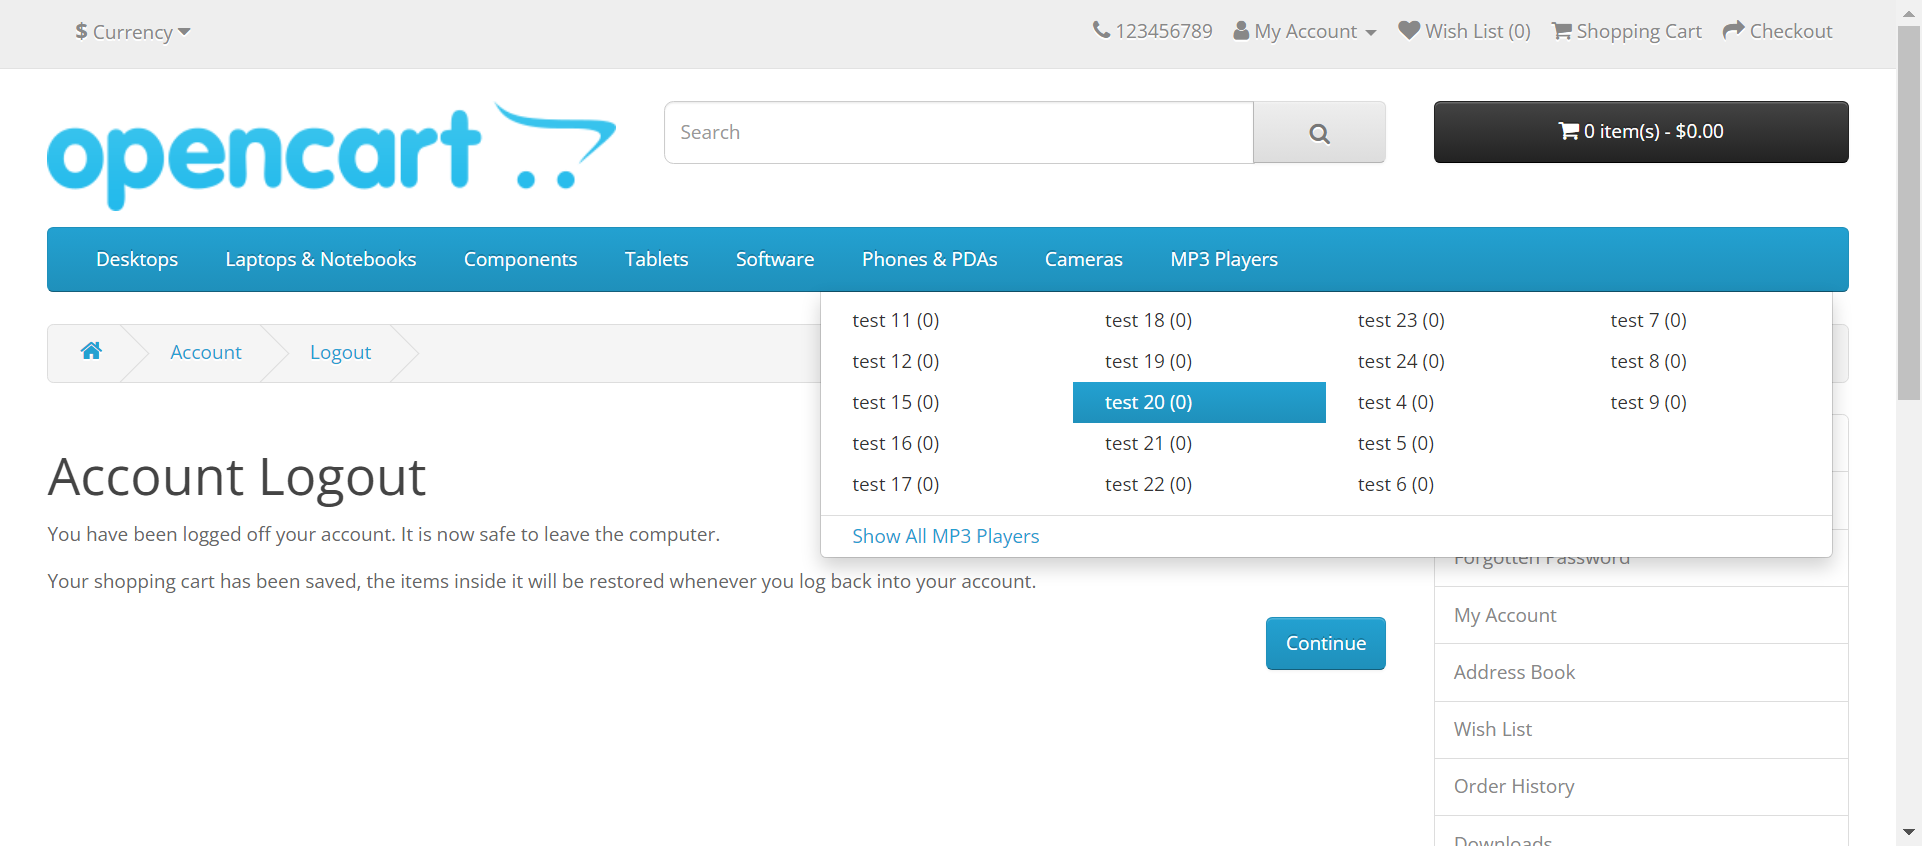 $ Currency 123456789 My Account Wish List (0) Shopping Cart Checkout
opencart
Search
0 item(s) - $0.00
Desktops Laptops & Notebooks Components Tablets Software Phones & PDAs Cameras MP3 Players
test 11 (0) test 18 (0) test 23 (0) test 7 (0)
Account Logout
test 12 (0) test 19 (0) test 24 (0) test 8 (0)
test 15 (0) test 20 (0) test 4 (0) test 9 (0)
test 16 (0) test 21 (0) test 5 (0)
Account Logout
test 17 (0) test 22 (0) test 6 (0)
You have been logged off your account. It is now safe to leave the computer.
Show All MP3 Players
Forgotten Password
Your shopping cart has been saved, the items inside it will be restored whenever you log back into your account.
My Account
Continue
Address Book
Wish List
Order History
Downloads